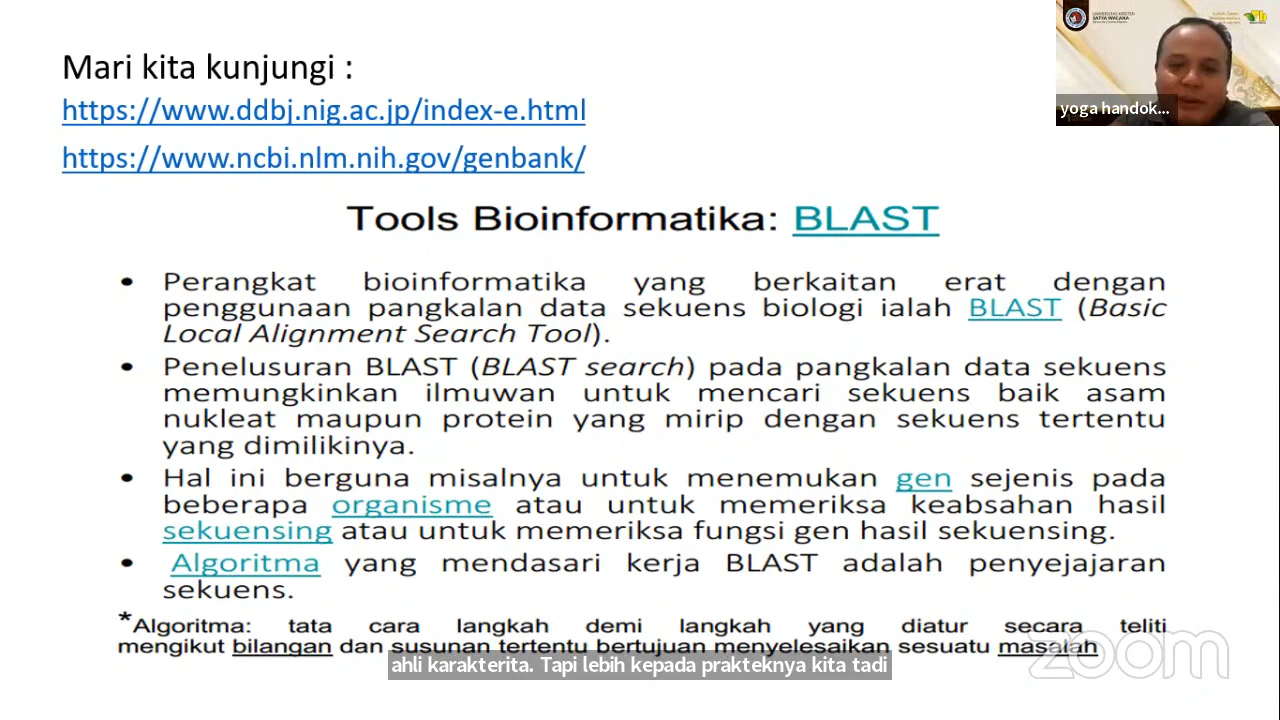 Mari kita kunjungi :
https://www.ddbj.nig.ac.jp/index-e.html
https://www.ncbi.nlm.nih.gov/genbank/
UNIVERSITAS KRISTEN
SATYA WACANA
yoga handok...
Tools Bioinformatika: BLAST
• Perangkat bioinformatika yang berkaitan erat dengan
penggunaan pangkalan data sekuens biologi ialah BLAST (Basic
Local Alignment Search Tool).
• Penelusuran BLAST (BLAST search) pada pangkalan data sekuens
memungkinkan ilmuwan untuk mencari sekuens baik asam
nukleat maupun protein yang mirip dengan sekuens tertentu
yang dimilikinya.
• Hal ini berguna misalnya untuk menemukan gen sejenis pada
beberapa organisme atau untuk memeriksa keabsahan hasil
sekuensing atau untuk memeriksa fungsi gen hasil sekuensing.
• Algoritma yang mendasari kerja BLAST adalah penyejajaran
sekuens.
*Algoritma: tata cara langkah demi langkah yang diatur secara teliti
mengikut bilangan dan susunan tertentu bertujuan menyelesaikan sesuatu masalah
zoom
ahli karakterita. Tapi lebih kepada prakteknya kita tadi